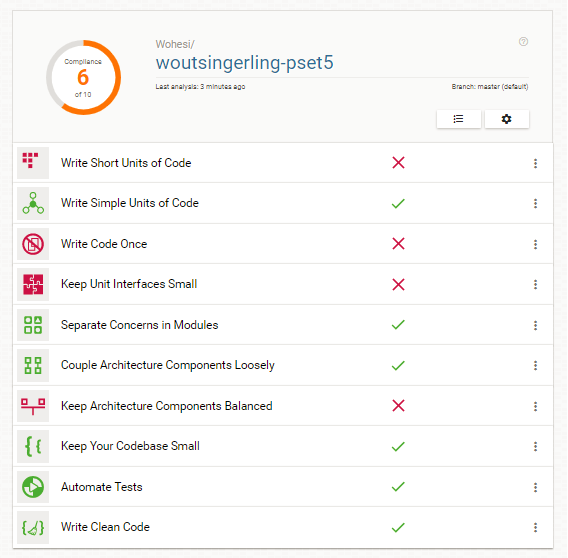 Compliance
6
of 10
Wohesi/
woutsingerling-pset5
Last analysis: 3 minutes ago
Branch: master (default)
Write Short Units of Code
Write Simple Units of Code
Write Code Once
Keep Unit Interfaces Small
Separate Concerns in Modules
Couple Architecture Components Loosely
Keep Architecture Components Balanced
Keep Your Codebase Small
Automate Tests
Write Clean Code